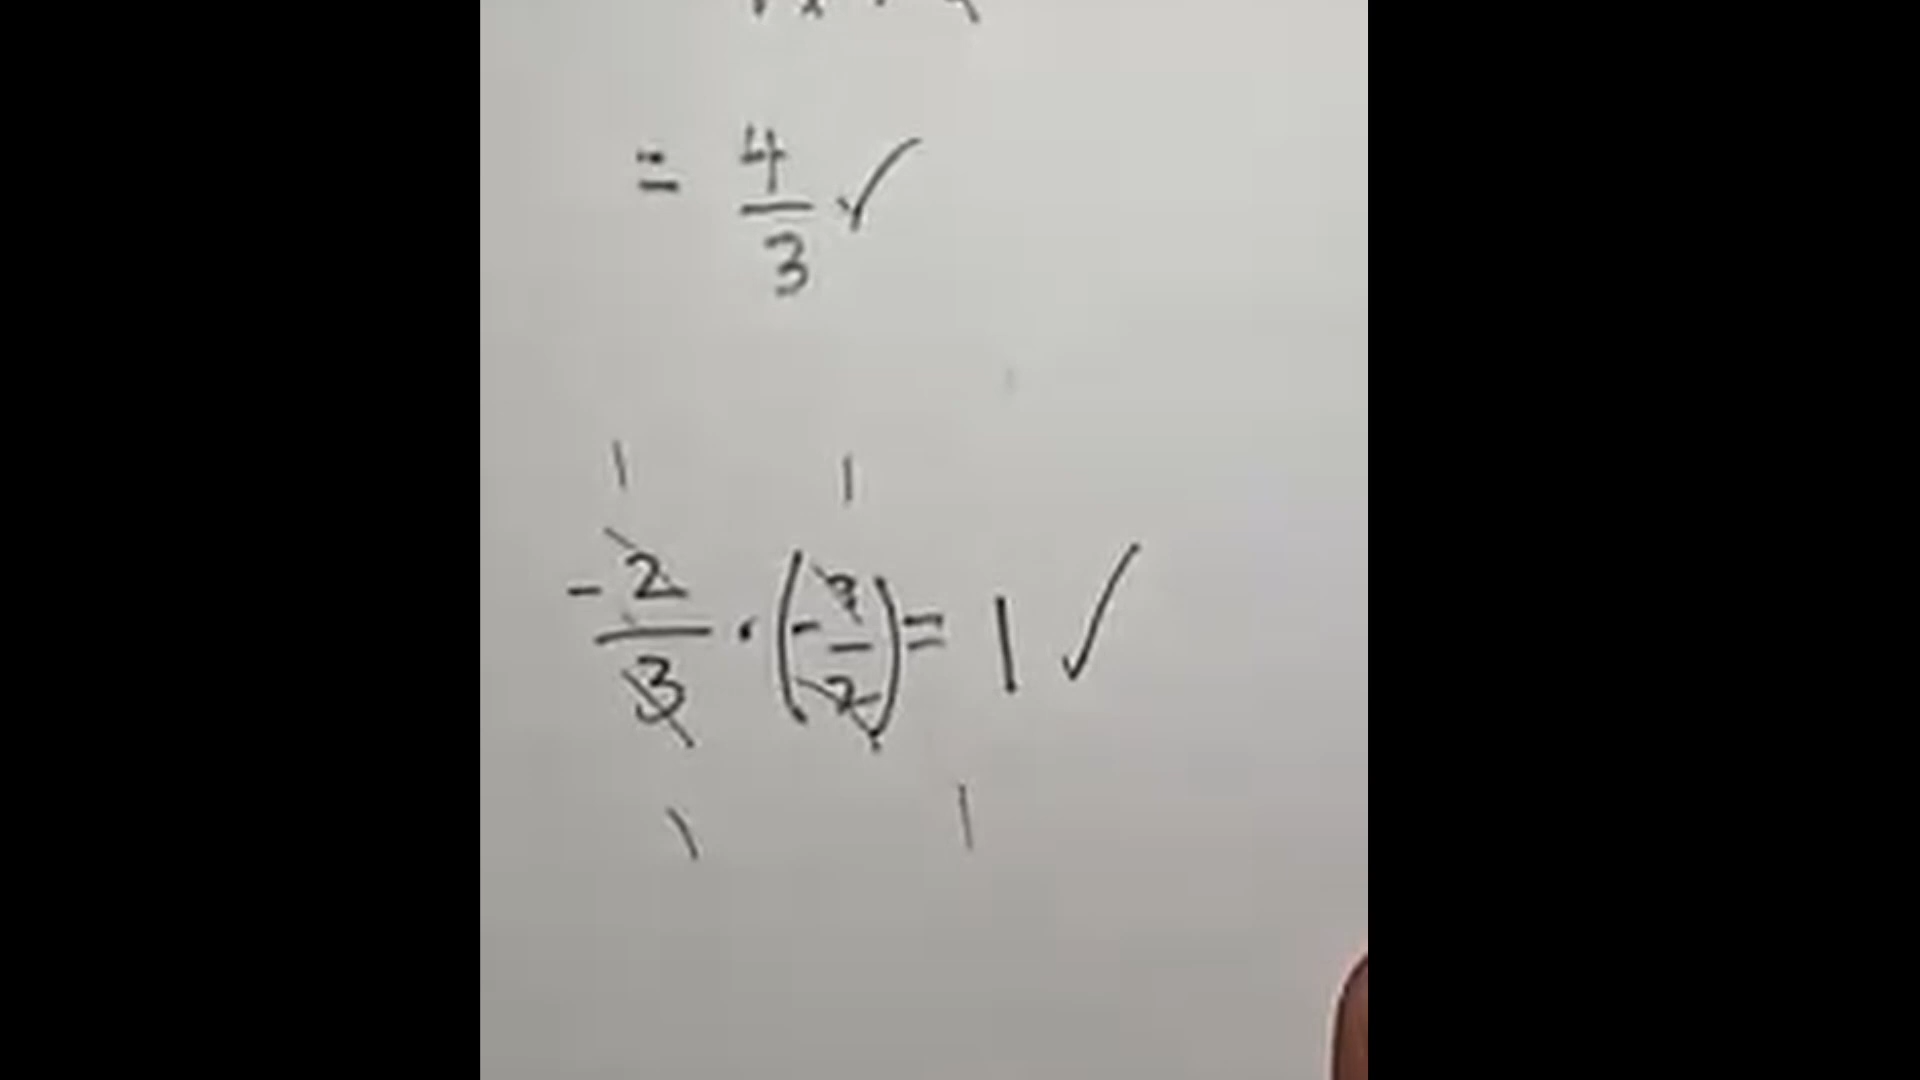 = 4/3 ✓
1 1
-2/3 · (-3/2) = 1 ✓
1 1